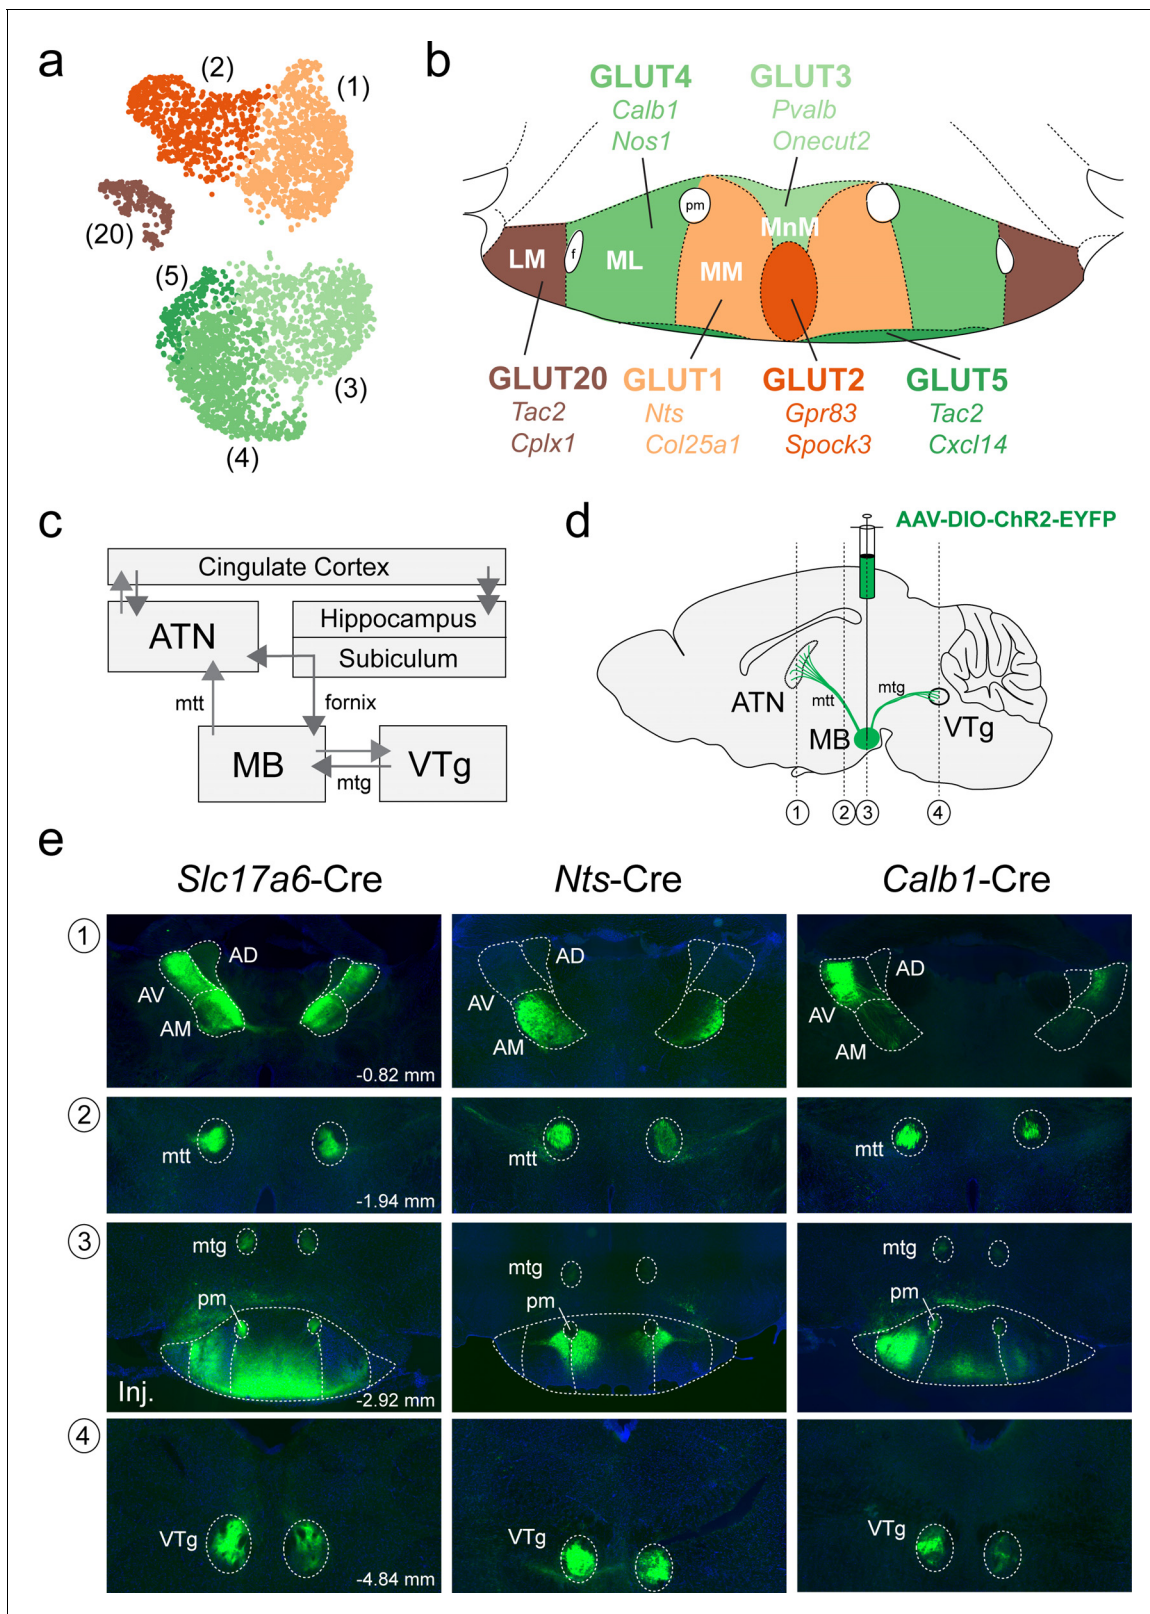 a
(2)
(1)
(20)
(5)
(3)
(4)
b
GLUT4
Calb1
Nos1
GLUT3
Pvalb
Onecut2
pm
f
MnM
LM
ML
MM
GLUT20
Tac2
Cplx1
GLUT1
Nts
Col25a1
GLUT2
Gpr83
Spock3
GLUT5
Tac2
Cxcl14
c
Cingulate Cortex
ATN
Hippocampus
Subiculum
mtt
fornix
MB
VTg
mtg
d
AAV-DIO-ChR2-EYFP
ATN
mtt
mtg
MB
VTg
1
2
3
4
e
Slc17a6-Cre
Nts-Cre
Calb1-Cre
1
AD
AV
AM
-0.82 mm
AD
AV
AM
AD
AV
AM
2
mtt
-1.94 mm
mtt
mtt
3
mtg
pm
Inj.
-2.92 mm
mtg
pm
mtg
pm
4
VTg
-4.84 mm
VTg
VTg